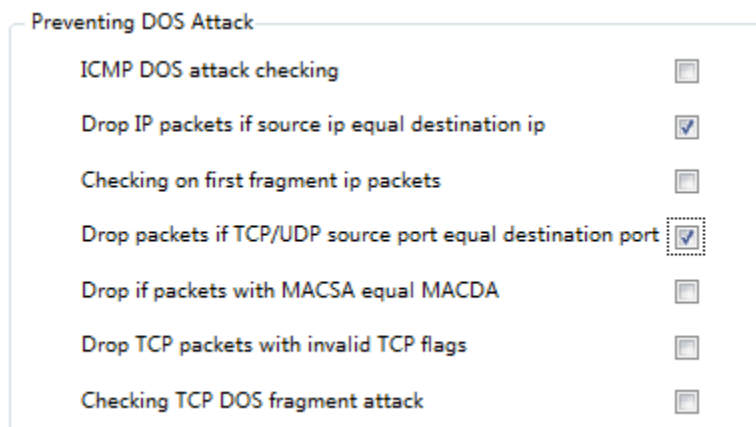 Preventing DOS Attack
ICMP DOS attack checking
Drop IP packets if source ip equal destination ip
Checking on first fragment ip packets
Drop packets if TCP/UDP source port equal destination port
Drop if packets with MACSA equal MACDA
Drop TCP packets with invalid TCP flags
Checking TCP DOS fragment attack